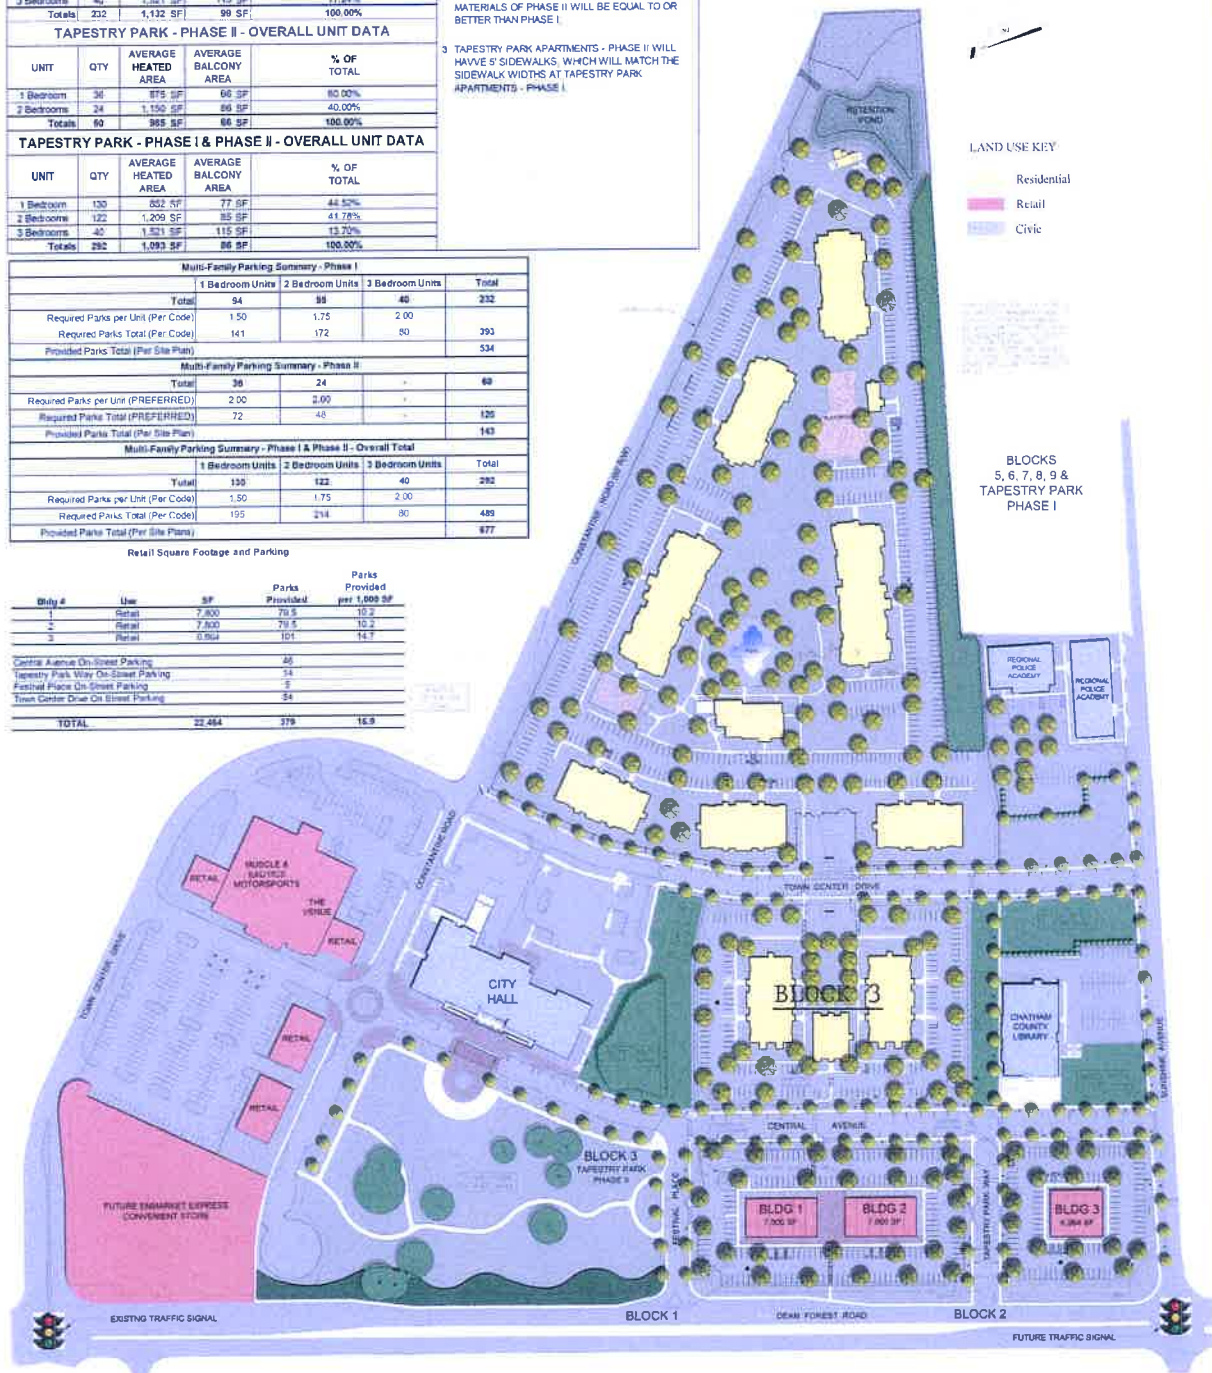 Totals 232 1,132 SF 99 SF 100.00%
TAPESTRY PARK - PHASE II - OVERALL UNIT DATA
UNIT QTY AVERAGE HEATED AREA AVERAGE BALCONY AREA % OF TOTAL
1 Bedroom 36 875 SF 66 SF 60.00%
2 Bedrooms 24 1,150 SF 86 SF 40.00%
Totals 60 985 SF 66 SF 100.00%
TAPESTRY PARK - PHASE I & PHASE II - OVERALL UNIT DATA
UNIT QTY AVERAGE HEATED AREA AVERAGE BALCONY AREA % OF TOTAL
1 Bedroom 130 852 SF 77 SF 44.52%
2 Bedrooms 122 1,209 SF 85 SF 41.78%
3 Bedrooms 40 1,521 SF 115 SF 13.70%
Totals 292 1,093 SF 86 SF 100.00%
MATERIALS OF PHASE II WILL BE EQUAL TO OR
BETTER THAN PHASE I.
3 TAPESTRY PARK APARTMENTS - PHASE II WILL
HAVVE 5' SIDEWALKS, WHICH WILL MATCH THE
SIDEWALK WIDTHS AT TAPESTRY PARK
APARTMENTS - PHASE I.
Multi-Family Parking Summary - Phase I
1 Bedroom Units 2 Bedroom Units 3 Bedroom Units Total
Total 94 98 40 232
Required Parks per Unit (Per Code) 1.50 1.75 2.00
Required Parks Total (Per Code) 141 172 80 393
Provided Parks Total (Per Site Plan) 534
Multi-Family Parking Summary - Phase II
Total 36 24 - 60
Required Parks per Unit (PREFERRED) 2.00 2.00 -
Required Parks Total (PREFERRED) 72 48 - 120
Provided Parks Total (Per Site Plan) 143
Multi-Family Parking Summary - Phase I & Phase II - Overall Total
1 Bedroom Units 2 Bedroom Units 3 Bedroom Units Total
Total 130 122 40 292
Required Parks per Unit (Per Code) 1.50 1.75 2.00
Required Parks Total (Per Code) 195 214 80 489
Provided Parks Total (Per Site Plans) 677
Retail Square Footage and Parking
Bldg # Use SF Parks Provided Parks Provided per 1,000 SF
1 Retail 7,800 79.5 10.2
2 Retail 7,800 79.5 10.2
3 Retail 101 14.7
Central Avenue On-Street Parking 46
Tapestry Park Way On-Street Parking 14
Festival Place On-Street Parking 5
Town Center Drive On Street Parking 54
TOTAL 22,464 379 16.9
RETENTION
POND
LAND USE KEY
Residential
Retail
Civic
CONSTANTINE ROAD
BLOCKS
5, 6, 7, 8, 9 &
TAPESTRY PARK
PHASE I
REGIONAL
POLICE
ACADEMY
REGIONAL
POLICE
ACADEMY
CONSTANTINE ROAD
MUSCLE &
MOTORSPORTS
RETAIL
THE
VENUE
RETAIL
TOWN CENTER DRIVE
TOWN CENTER DRIVE
CITY
HALL
BLOCK 3
CHATHAM
COUNTY
LIBRARY
RETAIL
RETAIL
SUNSHINE AVENUE
CENTRAL AVENUE
BLOCK 3
TAPESTRY PARK
PHASE II
FESTIVAL PLACE
TAPESTRY PARK WAY
FUTURE ENMARKET EXPRESS
CONVENIENT STORE
BLDG 1
BLDG 2
BLDG 3
EXISTNG TRAFFIC SIGNAL
BLOCK 1
DEAN FOREST ROAD
BLOCK 2
FUTURE TRAFFIC SIGNAL